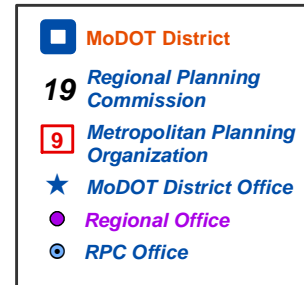 MoDOT District
19 Regional Planning
Commission
9 Metropolitan Planning
Organization
MoDOT District Office
Regional Office
RPC Office